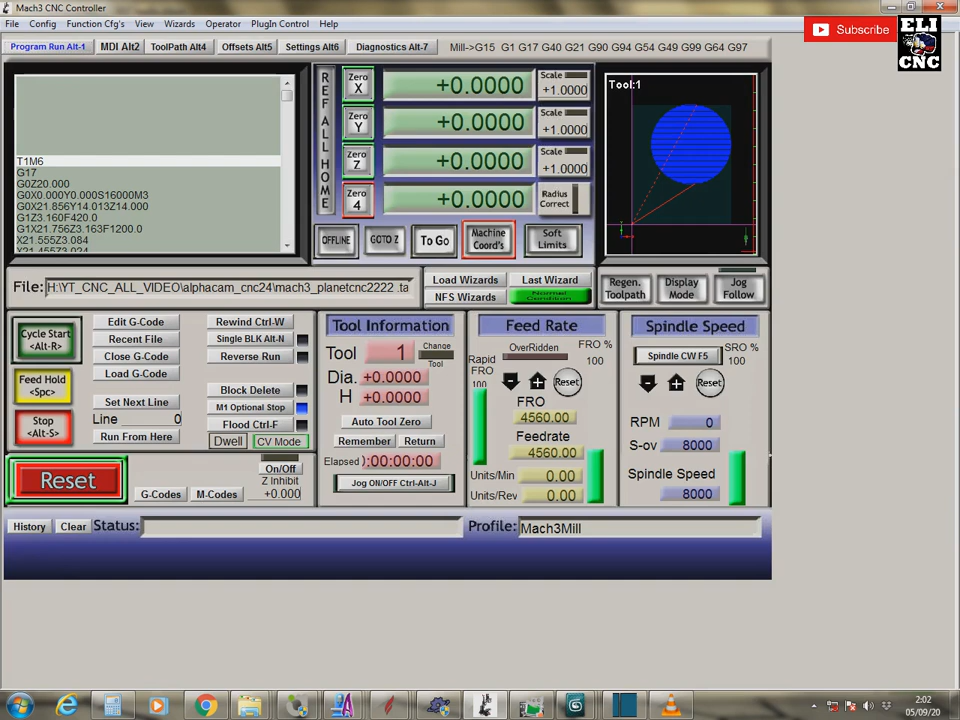 Mach3 CNC Controller
File Config Function Cfg's View Wizards Operator PlugIn Control Help
Program Run Alt-1 MDI Alt2 ToolPath Alt4 Offsets Alt5 Settings Alt6 Diagnostics Alt-7 Mill->G15 G1 G17 G40 G21 G90 G94 G54 G49 G99 G64 G97
Subscribe
ELI
CNC
T1M6
G17
G0Z20.000
G0X0.000Y0.000S16000M3
G0X21.856Y14.013Z14.000
G1Z3.160F420.0
G1X21.756Z3.163F1200.0
X21.555Z3.084
X21.455Z3.024
REF ALL HOME
Zero X +0.0000 Scale +1.0000
Zero Y +0.0000 Scale +1.0000
Zero Z +0.0000 Scale +1.0000
Zero 4 +0.0000 Radius Correct
OFFLINE GOTO Z To Go Machine Coord's Soft Limits
Tool:1
File: H:\YT_CNC_ALL_VIDEO\alphacam_cnc24\mach3_planetcnc2222 .ta
Load Wizards Last Wizard
NFS Wizards Normal Condition
Regen. Toolpath Display Mode Jog Follow
Cycle Start
<Alt-R>
Feed Hold
<Spc>
Stop
<Alt-S>
Reset
Edit G-Code
Recent File
Close G-Code
Load G-Code
Set Next Line
Line 0
Run From Here
Rewind Ctrl-W
Single BLK Alt-N
Reverse Run
Block Delete
M1 Optional Stop
Flood Ctrl-F
Dwell CV Mode
On/Off
Z Inhibit
+0.000
G-Codes M-Codes
Tool Information
Tool 1 Change Tool
Dia. +0.0000
H +0.0000
Auto Tool Zero
Remember Return
Elapsed ):00:00:00
Jog ON/OFF Ctrl-Alt-J
Feed Rate
OverRidden FRO %
100
Rapid
FRO
100
Reset
FRO
4560.00
Feedrate
4560.00
Units/Min 0.00
Units/Rev 0.00
Spindle Speed
Spindle CW F5 SRO %
100
Reset
RPM 0
S-ov 8000
Spindle Speed
8000
History Clear Status: Profile: Mach3Mill
2:02
05/09/20